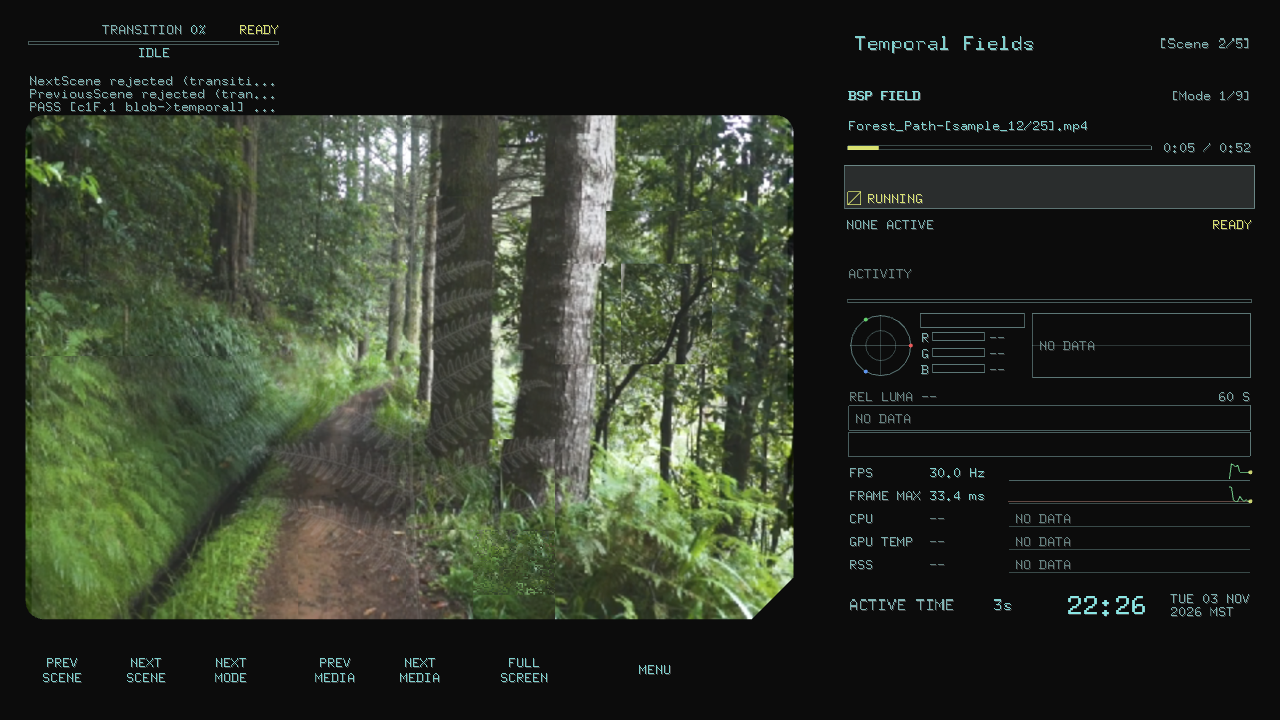 TRANSITION 0% READY
IDLE
NextScene rejected (transiti...
PreviousScene rejected (tran...
PASS [c1F.1 blob->temporal] ...
Temporal Fields [Scene 2/5]
BSP FIELD [Mode 1/9]
Forest_Path-[sample_12/25].mp4
0:05 / 0:52
RUNNING
NONE ACTIVE READY
ACTIVITY
R --
G --
B --
NO DATA
REL LUMA -- 60 S
NO DATA
FPS 30.0 Hz
FRAME MAX 33.4 ms
CPU -- NO DATA
GPU TEMP -- NO DATA
RSS -- NO DATA
ACTIVE TIME 3s 22:26 TUE 03 NOV
2026 MST
PREV SCENE
NEXT SCENE
NEXT MODE
PREV MEDIA
NEXT MEDIA
FULL SCREEN
MENU